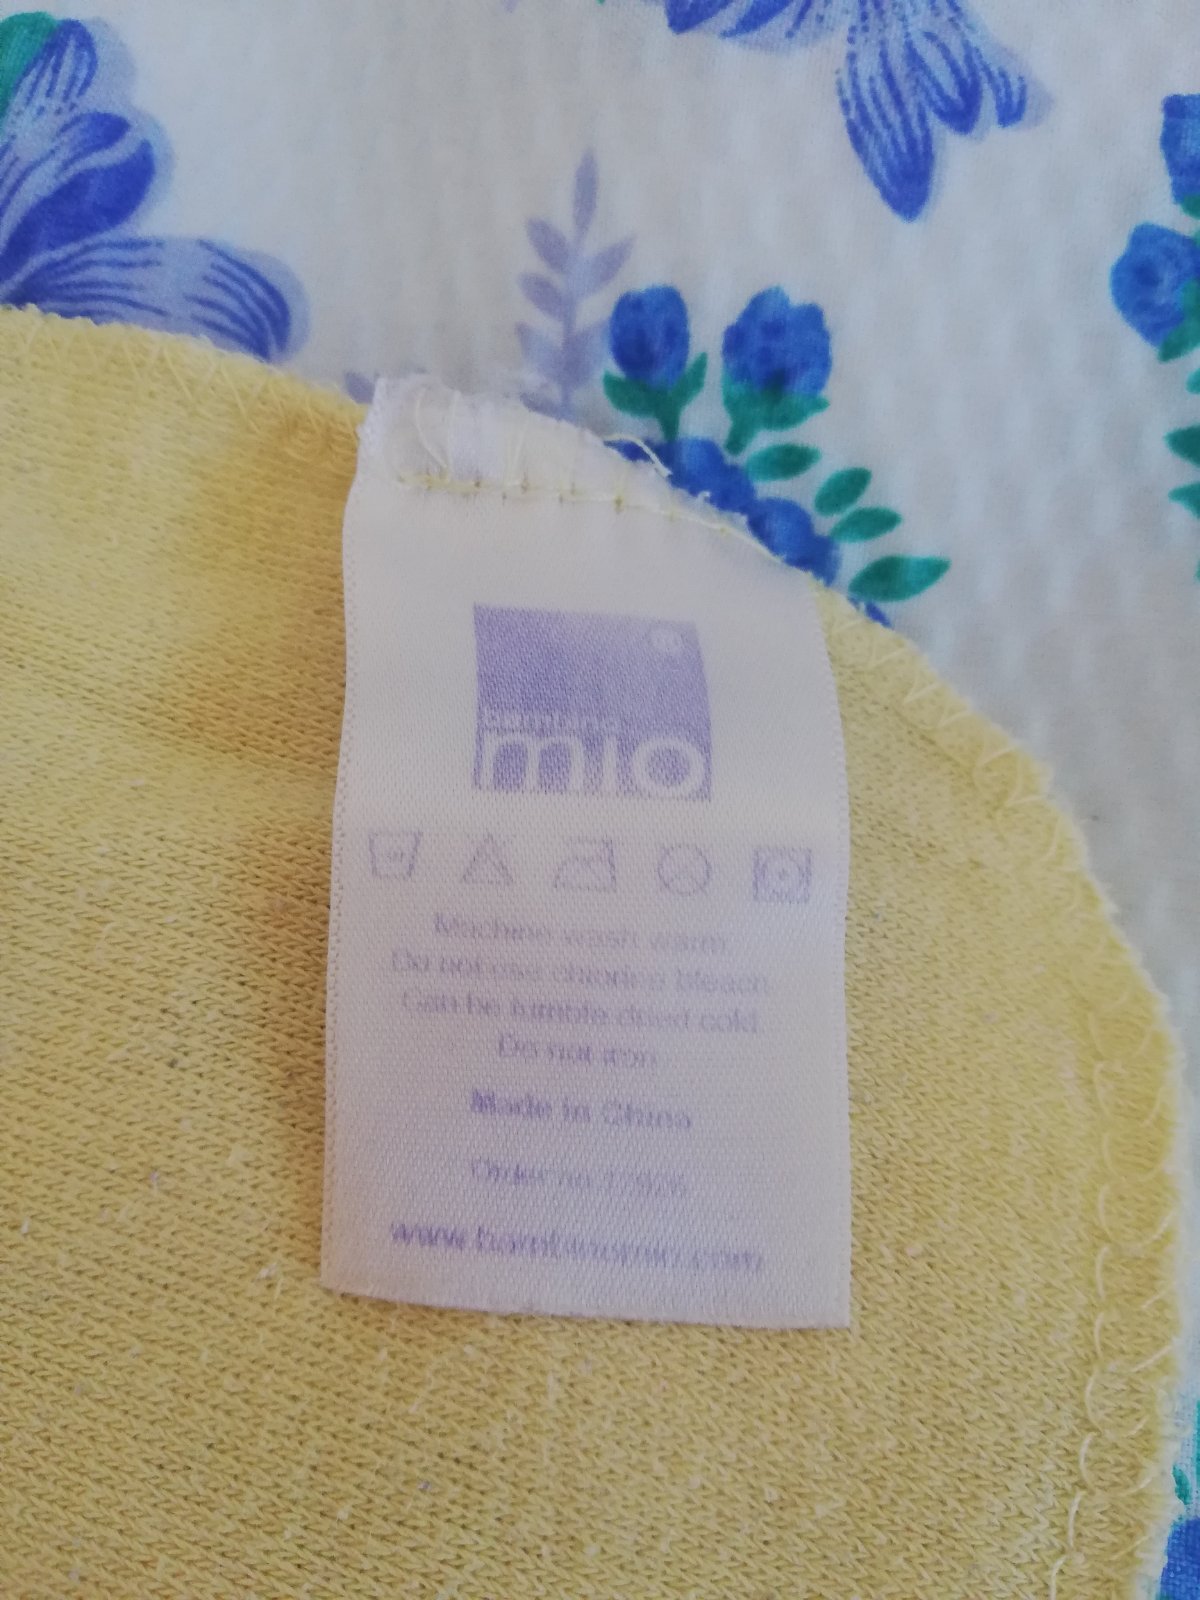 bambino
mio
Machine wash warm
Do not use chlorine bleach
Can be tumble dried cold
Do not iron
Made in China
Order no
www.bambinomio.com